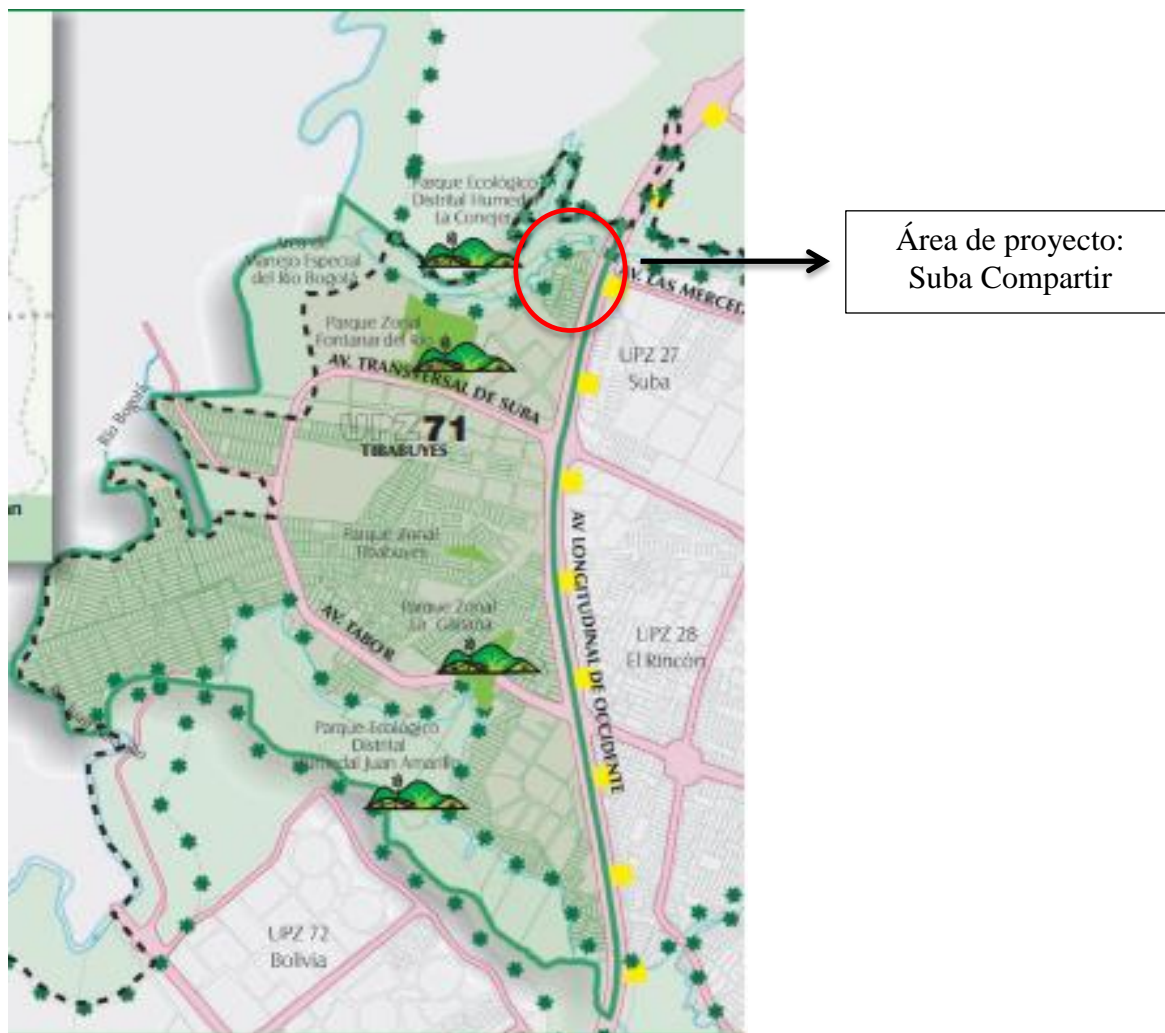 Parque Ecológico
Distrital Humedal
La Conejera
Área de
Manejo Especial
del Río Bogotá
Área de proyecto:
Suba Compartir
AV. LAS MERCED
Parque Zonal
Fontanar del Río
AV. TRANSVERSAL DE SUBA
UPZ 27
Suba
Río Bogotá
UPZ 71
TIBABUYES
Parque Zonal
Tibabuyes
AV. LONGITUDINAL DE OCCIDENTE
Parque Zonal
La Gaitana
AV. TABOR
UPZ 28
El Rincón
Parque Ecológico
Distrital
Humedal Juan Amarillo
UPZ 72
Bolivia